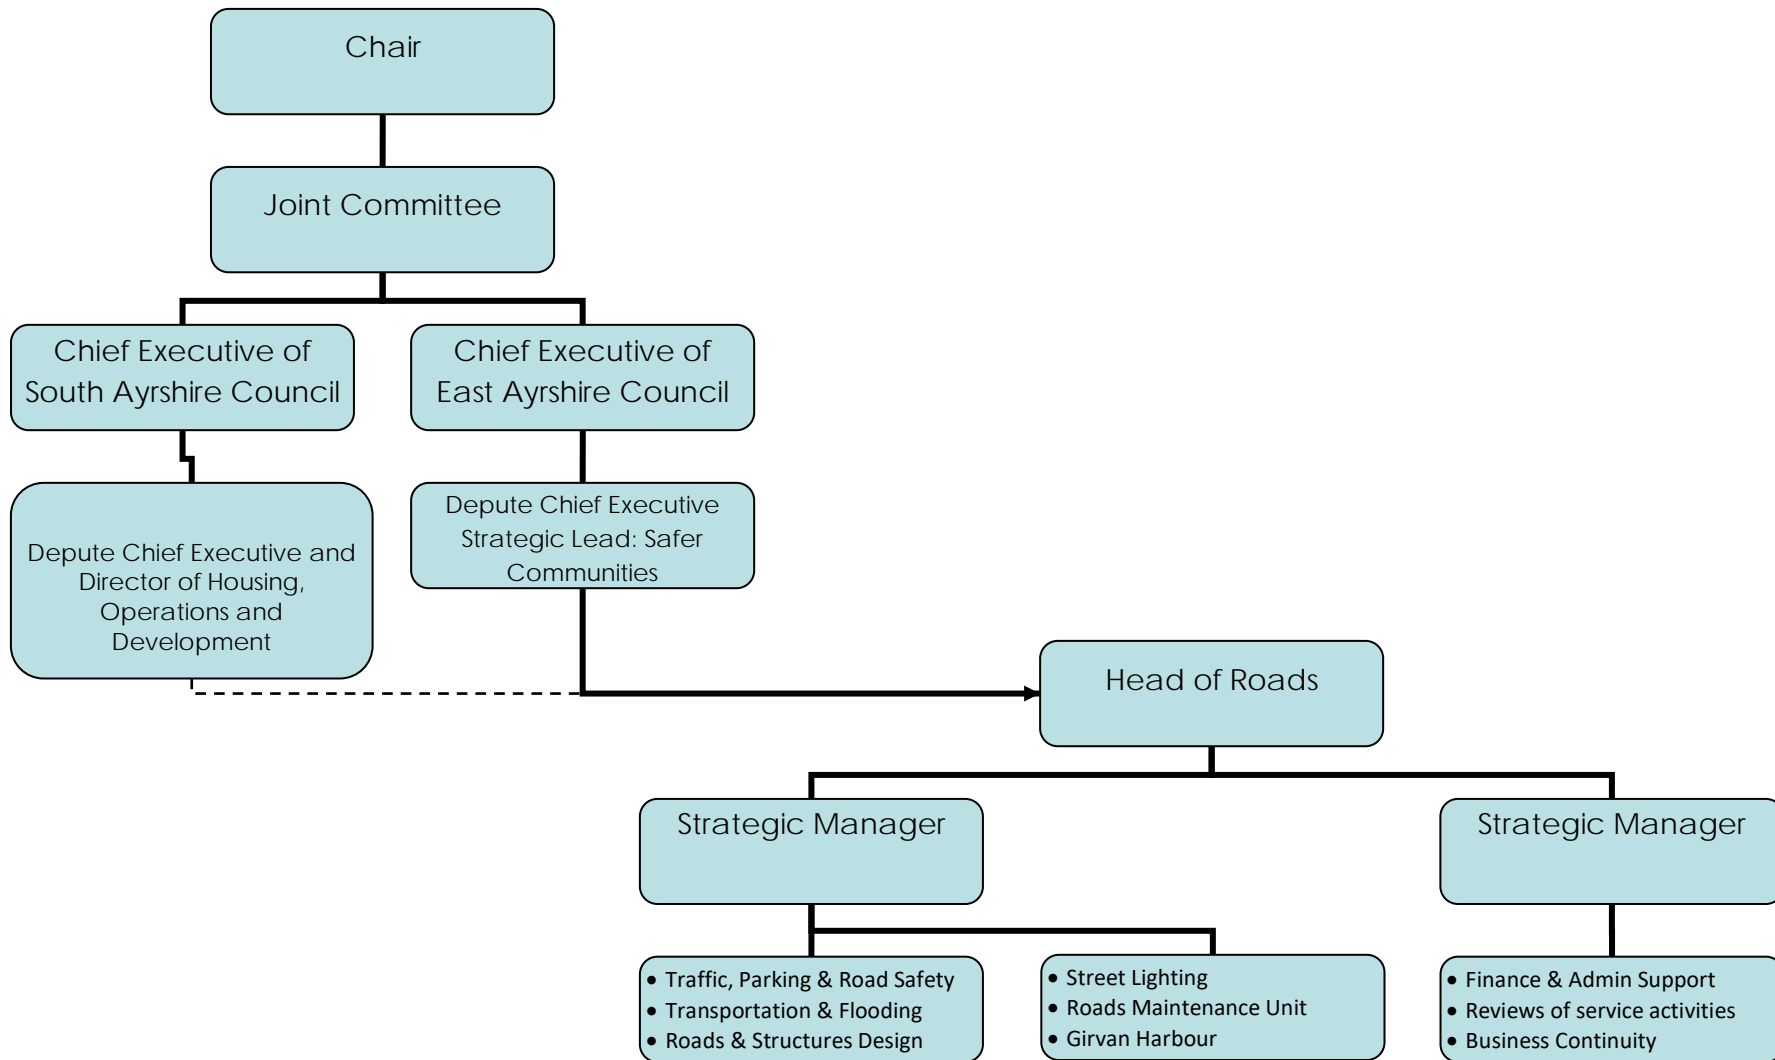 Chair
Joint Committee
Chief Executive of
South Ayrshire Council
Chief Executive of
East Ayrshire Council
Depute Chief Executive and
Director of Housing,
Operations and
Development
Depute Chief Executive
Strategic Lead: Safer
Communities
Head of Roads
Strategic Manager
Strategic Manager
• Traffic, Parking & Road Safety
• Transportation & Flooding
• Roads & Structures Design
• Street Lighting
• Roads Maintenance Unit
• Girvan Harbour
• Finance & Admin Support
• Reviews of service activities
• Business Continuity